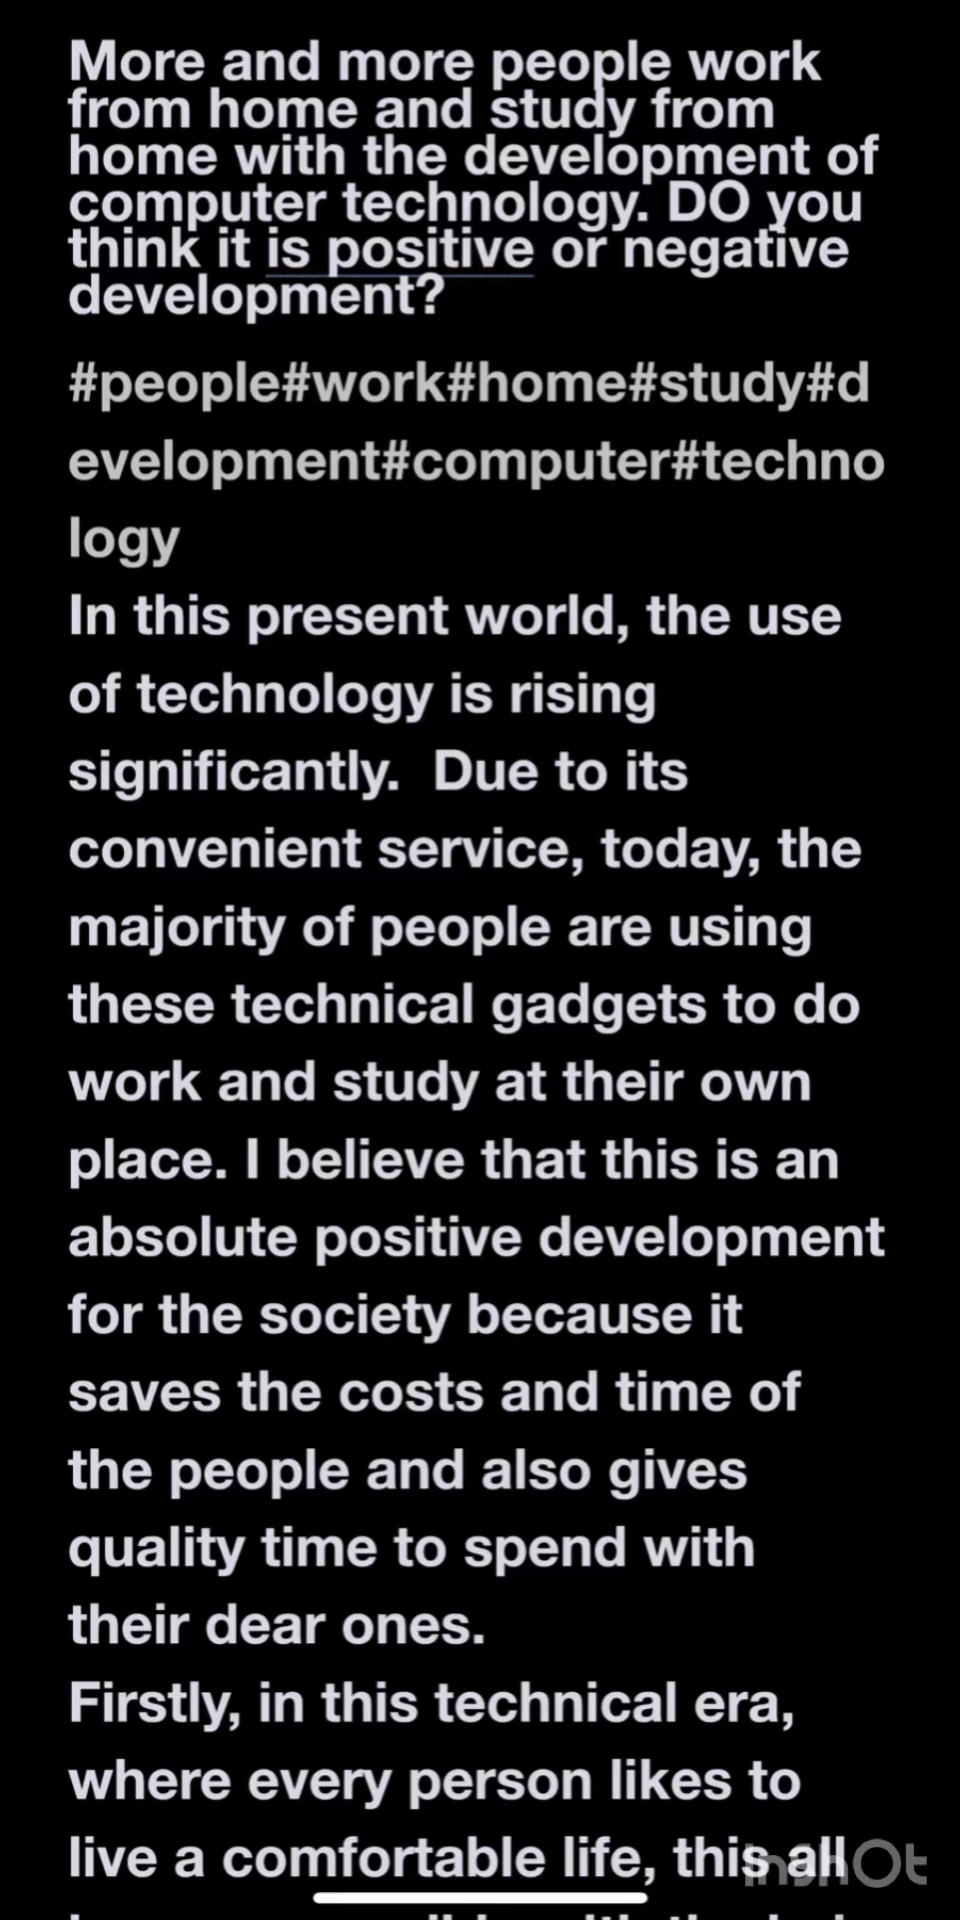 More and more people work
from home and study from
home with the development of
computer technology. DO you
think it is positive or negative
development?
#people#work#home#study#d
evelopment#computer#techno
logy
In this present world, the use
of technology is rising
significantly.  Due to its
convenient service, today, the
majority of people are using
these technical gadgets to do
work and study at their own
place. I believe that this is an
absolute positive development
for the society because it
saves the costs and time of
the people and also gives
quality time to spend with
their dear ones.
Firstly, in this technical era,
where every person likes to
live a comfortable life, this all
InShOt